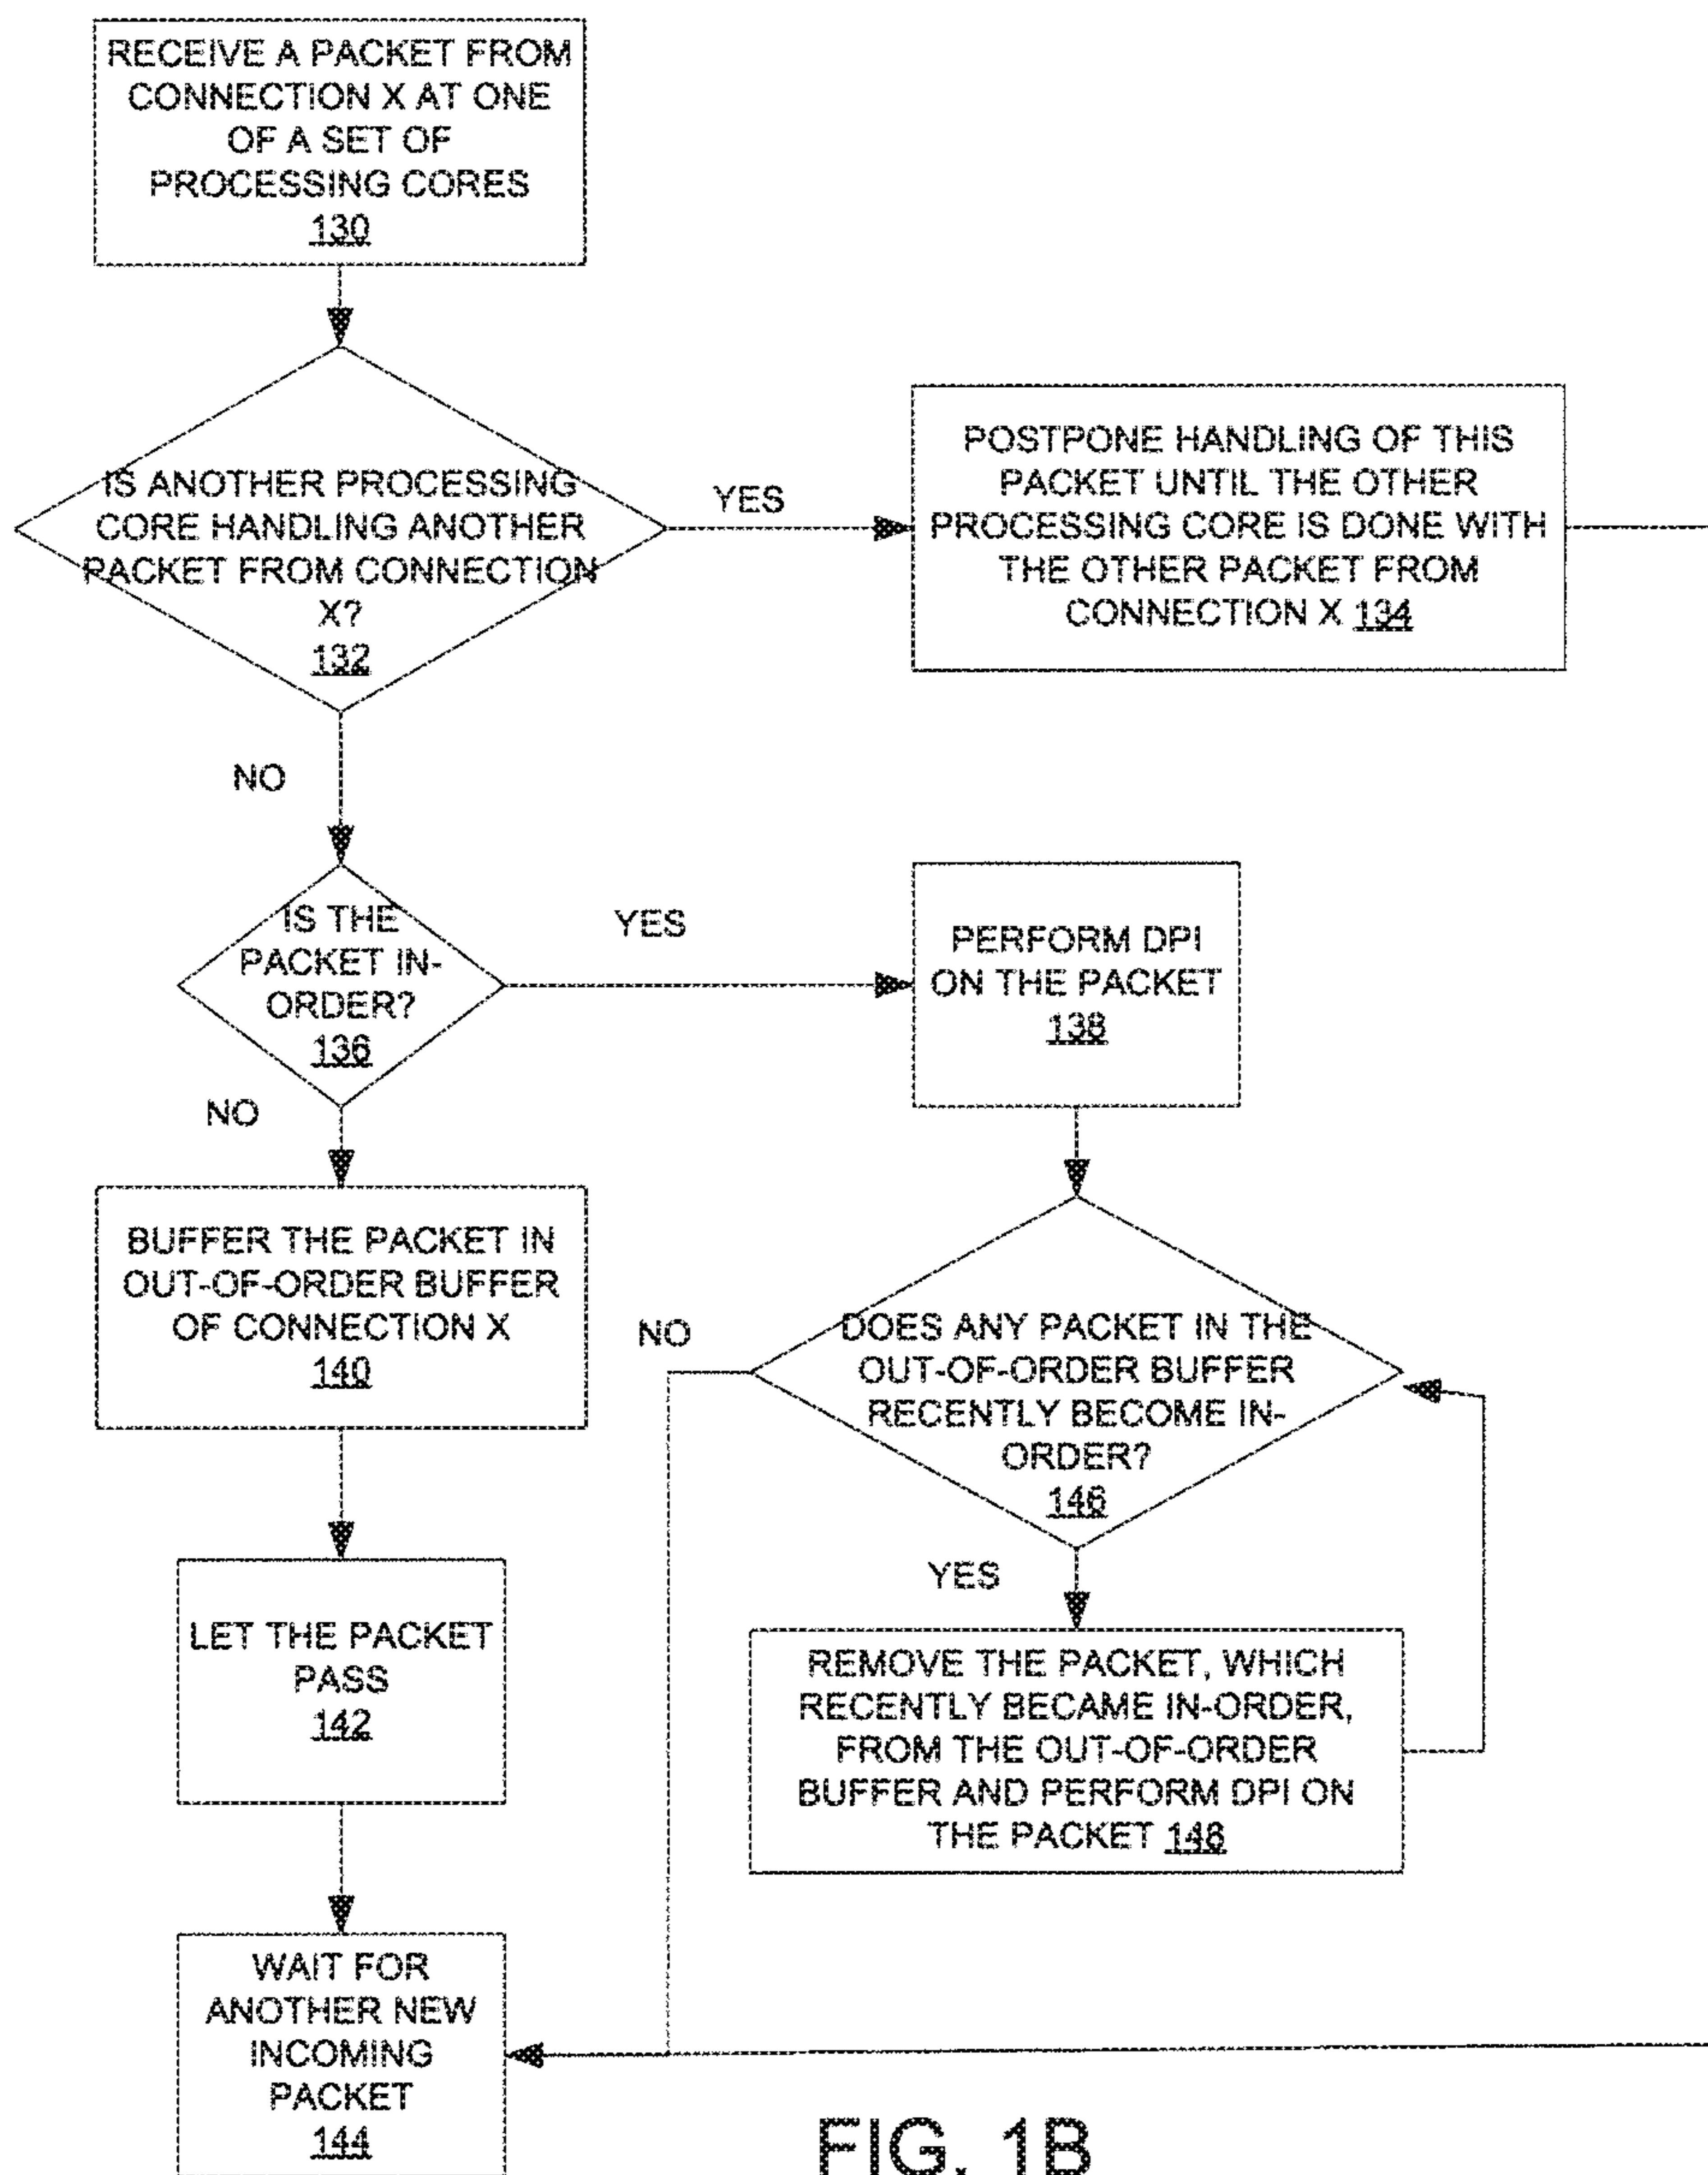 RECEIVE A PACKET FROM
CONNECTION X AT ONE
OF A SET OF
PROCESSING CORES
130
IS ANOTHER PROCESSING
CORE HANDLING ANOTHER
PACKET FROM CONNECTION
X?
132
YES
POSTPONE HANDLING OF THIS
PACKET UNTIL THE OTHER
PROCESSING CORE IS DONE WITH
THE OTHER PACKET FROM
CONNECTION X 134
NO
IS THE
PACKET IN-
ORDER?
136
YES
PERFORM DPI
ON THE PACKET
138
NO
BUFFER THE PACKET IN
OUT-OF-ORDER BUFFER
OF CONNECTION X
140
NO
DOES ANY PACKET IN THE
OUT-OF-ORDER BUFFER
RECENTLY BECOME IN-
ORDER?
146
YES
LET THE PACKET
PASS
142
REMOVE THE PACKET, WHICH
RECENTLY BECAME IN-ORDER,
FROM THE OUT-OF-ORDER
BUFFER AND PERFORM DPI ON
THE PACKET 148
WAIT FOR
ANOTHER NEW
INCOMING
PACKET
144
FIG. 1B